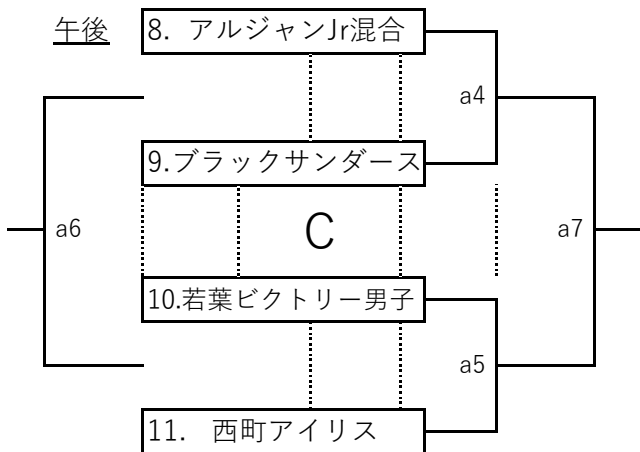 午後
8. アルジャンJr混合
a4
9.ブラックサンダース
a6
C
a7
10.若葉ビクトリー男子
a5
11. 西町アイリス